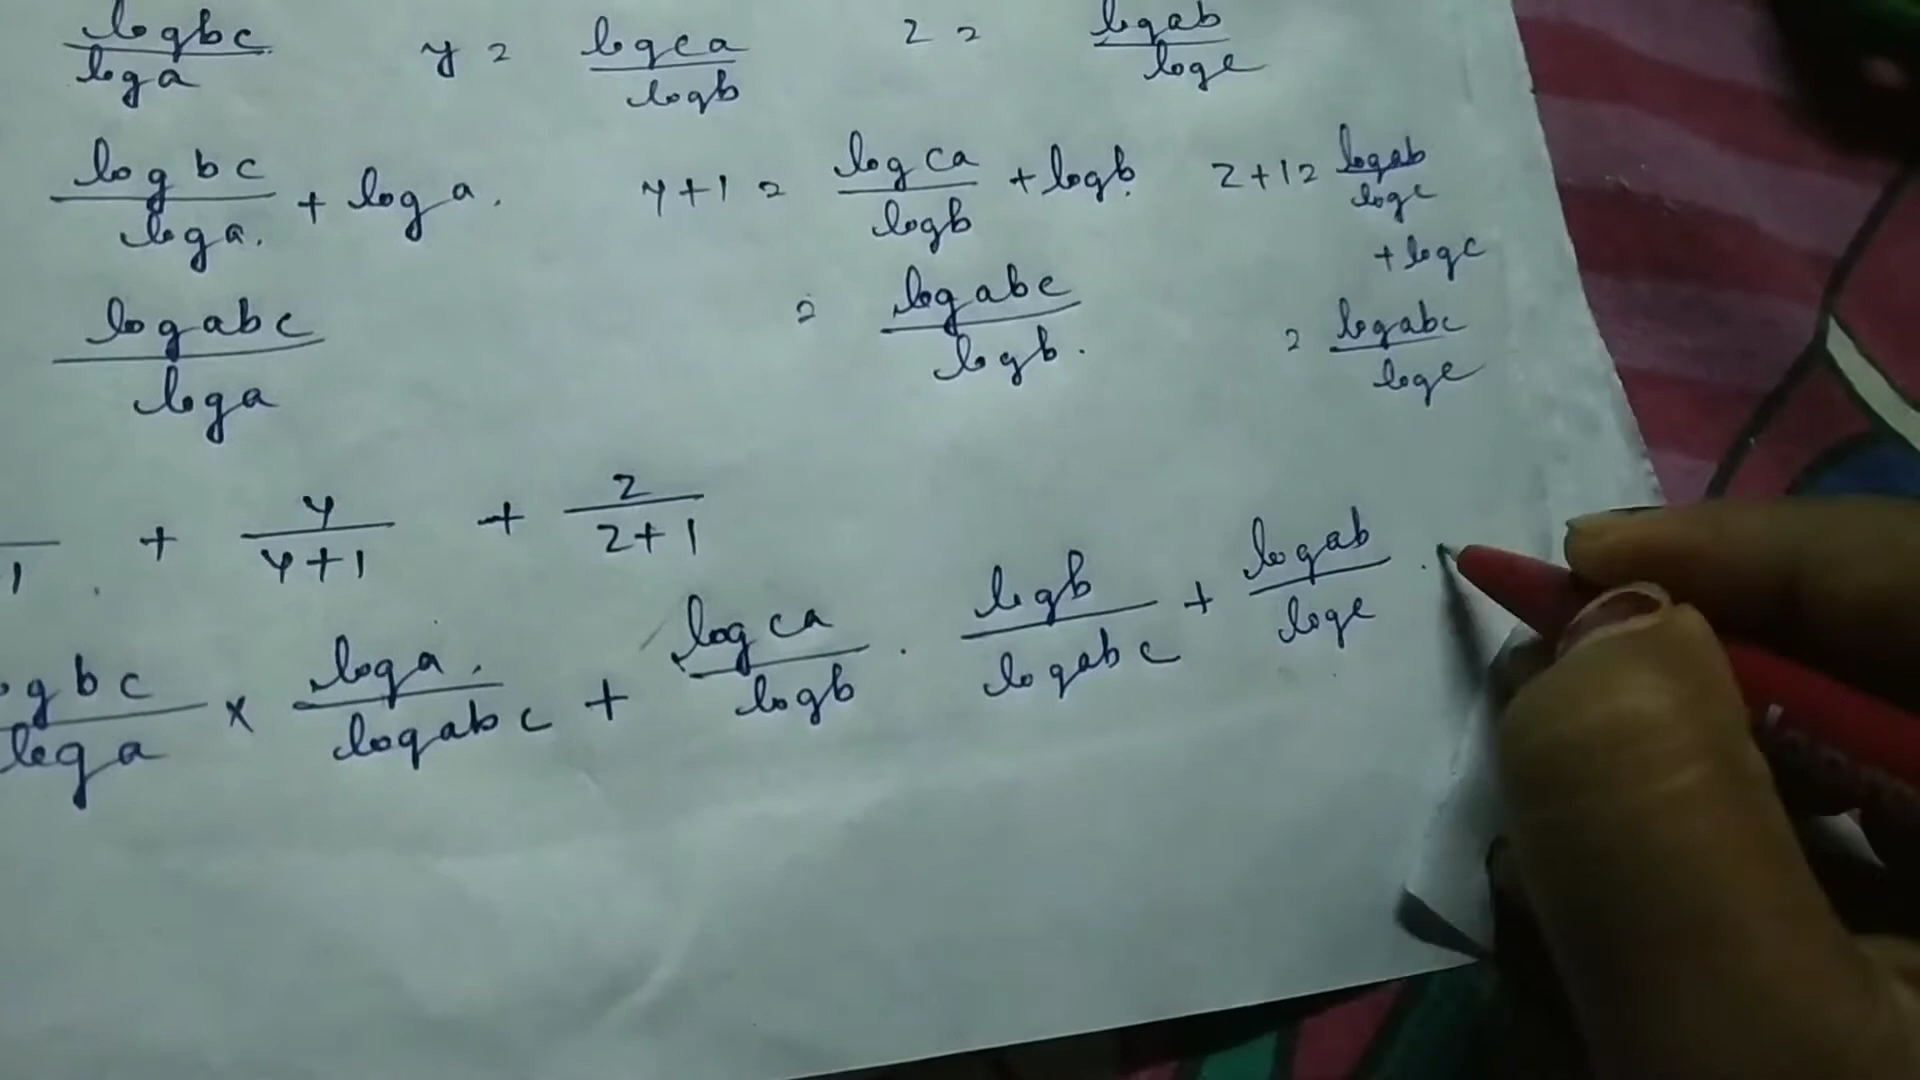 logbc/loga y = logca/logb z = logab/logc
logbc/loga. + loga. y+1 = logca/logb + logb. z+1 = logab/logc
+ logc
logabc/loga = logabc/logb. = logabc/logc
1 + y/y+1 + z/z+1
gbc/loga × loga./logabc + logca/logb . logb/logabc + logab/logc .